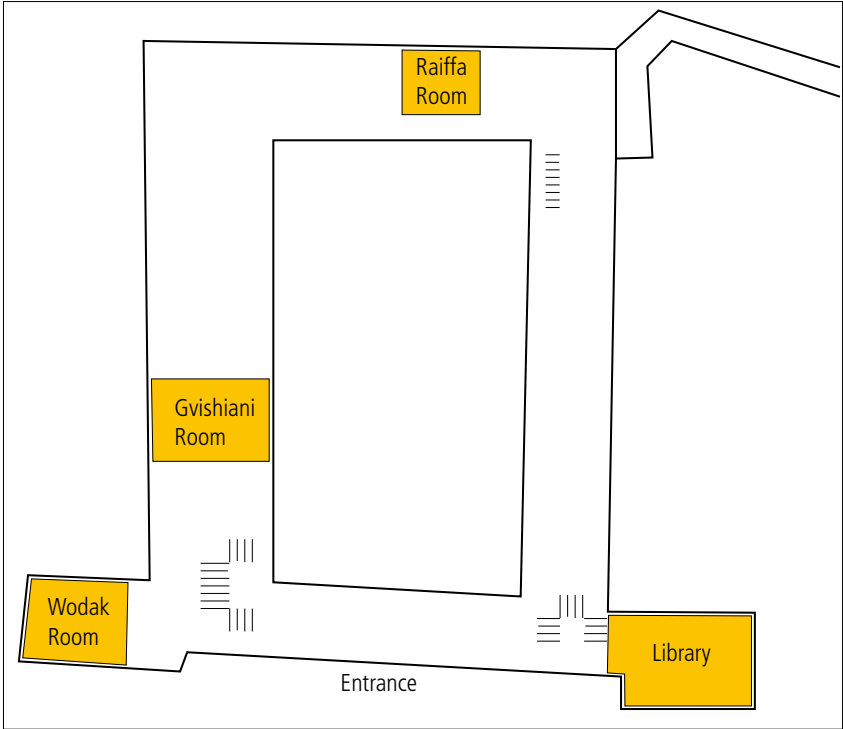 Raiffa
Room
Gvishiani
Room
Wodak
Room
Library
Entrance